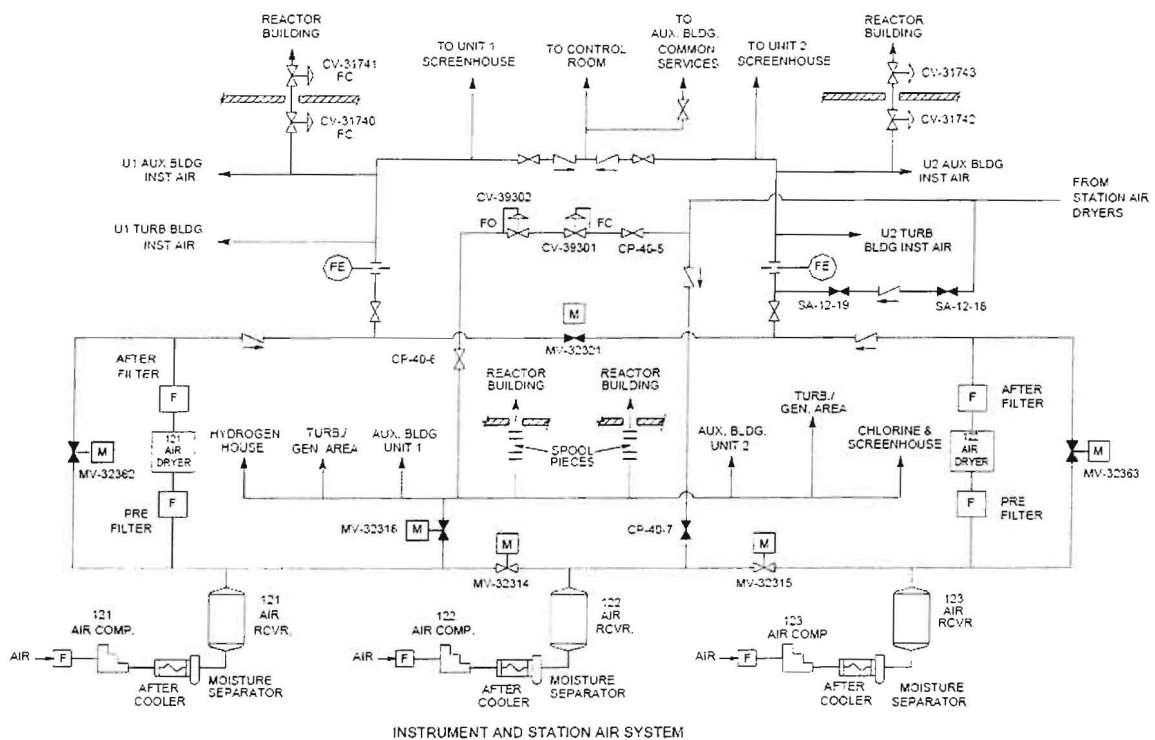 REACTOR
BUILDING
CV-31741
FC
CV-31740
FC
TO UNIT 1
SCREENHOUSE
TO CONTROL
ROOM
TO
AUX. BLDG.
COMMON
SERVICES
TO UNIT 2
SCREENHOUSE
REACTOR
BUILDING
CV-31743
CV-31742
U1 AUX BLDG
INST AIR
U2 AUX BLDG
INST AIR
FROM
STATION AIR
DRYERS
CV-39302
FO
FC
CV-39301
CP-40-5
U1 TURB BLDG
INST AIR
U2 TURB
BLDG INST AIR
FE
FE
SA-12-19
M
MV-32321
CP-40-6
AFTER
FILTER
F
121
AIR
DRYER
M
MV-32362
F
PRE
FILTER
HYDROGEN
HOUSE
TURB./
GEN. AREA
AUX. BLDG
UNIT 1
REACTOR
BUILDING
REACTOR
BUILDING
SPOOL
PIECES
AUX. BLDG.
UNIT 2
TURB./
GEN. AREA
CHLORINE &
SCREENHOUSE
F
AFTER
FILTER
AIR
DRYER
M
MV-32363
F
PRE
FILTER
M
CP-40-7
M
MV-32314
M
MV-32315
121
AIR COMP.
121
AIR
RCVR.
AIR
F
AFTER
COOLER
MOISTURE
SEPARATOR
122
AIR COMP.
122
AIR
RCVR.
AIR
F
AFTER
COOLER
MOISTURE
SEPARATOR
123
AIR COMP
123
AIR
RCVR.
AIR
F
AFTER
COOLER
MOISTURE
SEPARATOR
INSTRUMENT AND STATION AIR SYSTEM